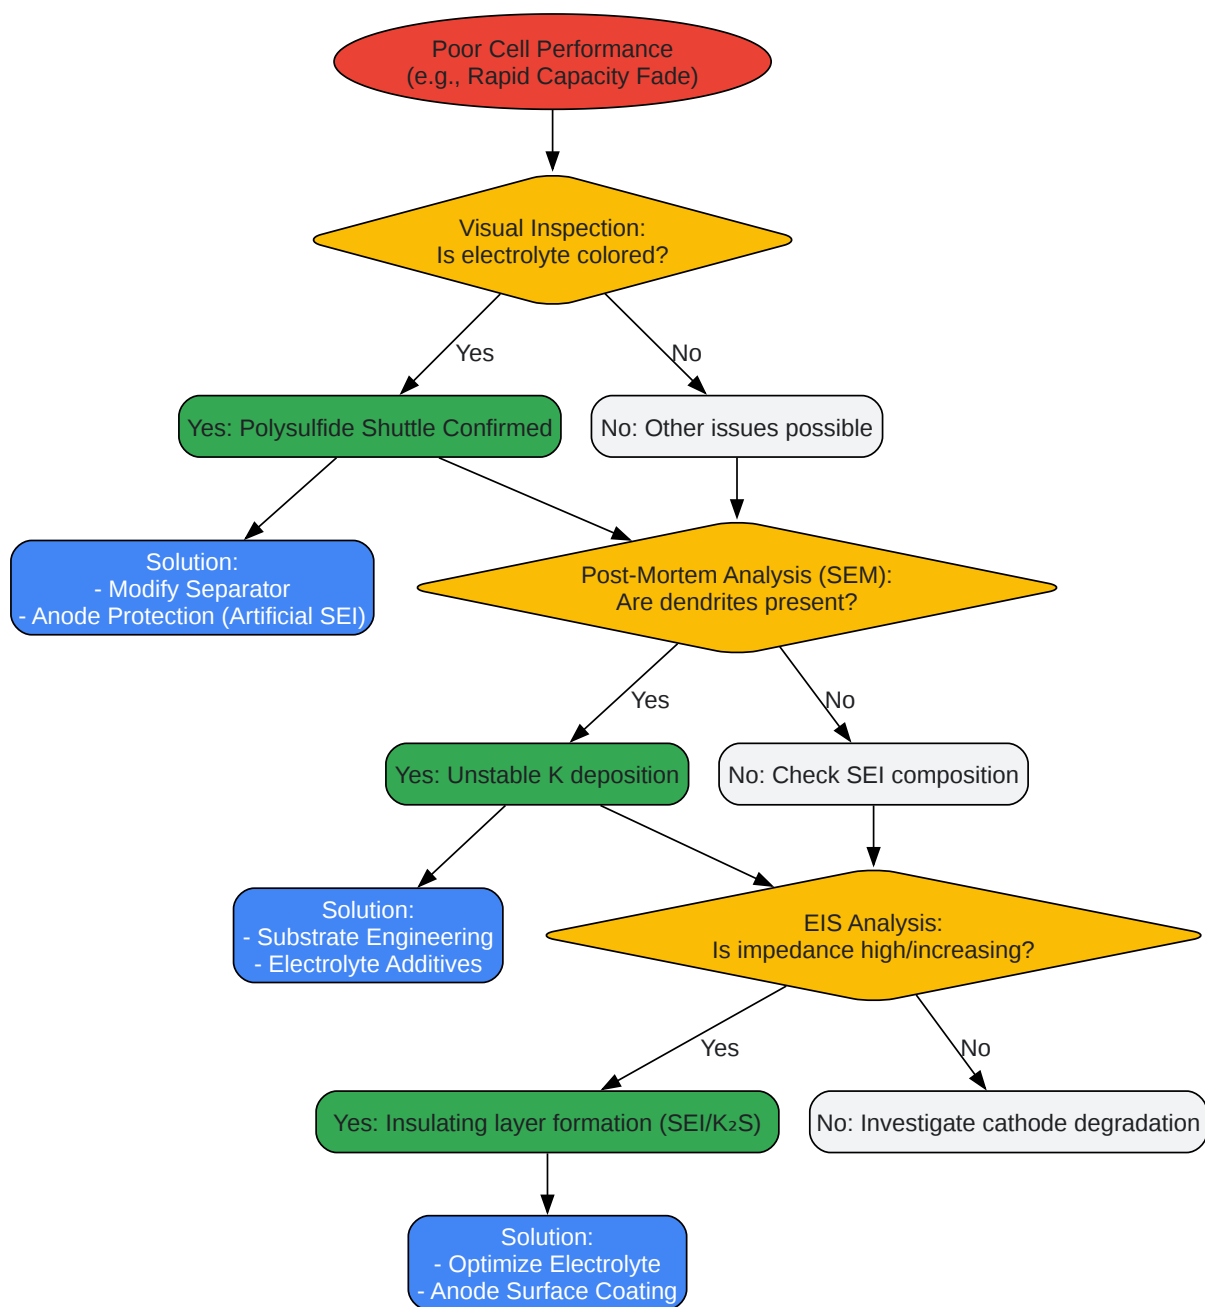 Poor Cell Performance
(e.g., Rapid Capacity Fade)
Visual Inspection:
Is electrolyte colored?
Yes
No
Yes: Polysulfide Shuttle Confirmed
No: Other issues possible
Solution:
- Modify Separator
- Anode Protection (Artificial SEI)
Post-Mortem Analysis (SEM):
Are dendrites present?
Yes
No
Yes: Unstable K deposition
No: Check SEI composition
Solution:
- Substrate Engineering
- Electrolyte Additives
EIS Analysis:
Is impedance high/increasing?
Yes
No
Yes: Insulating layer formation (SEI/K₂S)
No: Investigate cathode degradation
Solution:
- Optimize Electrolyte
- Anode Surface Coating